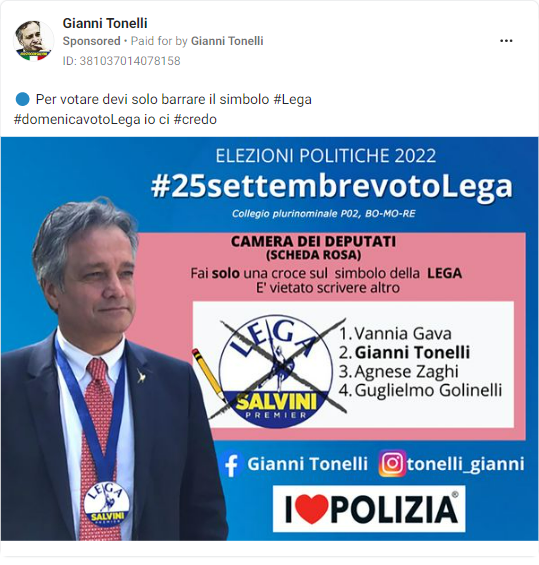 Gianni Tonelli
Sponsored • Paid for by Gianni Tonelli
ID: 381037014078158
Per votare devi solo barrare il simbolo #Lega
#domenicavotoLega io ci #credo
ELEZIONI POLITICHE 2022
#25settembrevotoLega
Collegio plurinominale P02, BO-MO-RE
CAMERA DEI DEPUTATI
(SCHEDA ROSA)
Fai solo una croce sul simbolo della LEGA
E' vietato scrivere altro
LEGA
SALVINI
PREMIER
1. Vannia Gava
2. Gianni Tonelli
3. Agnese Zaghi
4. Guglielmo Golinelli
Gianni Tonelli
tonelli_gianni
LEGA
SALVINI
PREMIER
I POLIZIA®